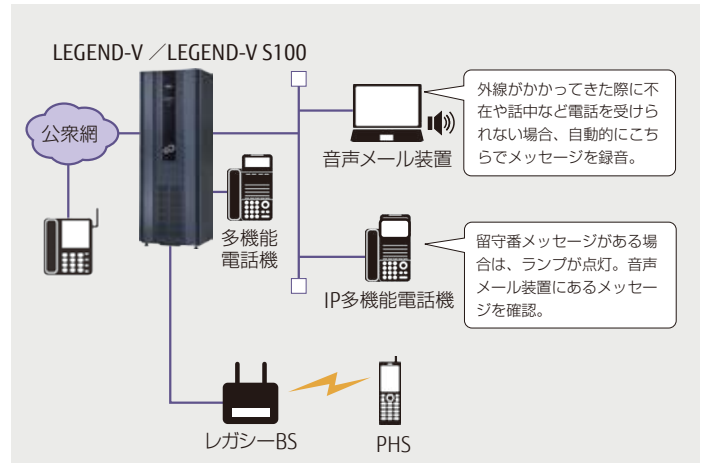 LEGEND-V ／LEGEND-V S100
公衆網
多機能
電話機
音声メール装置
外線がかかってきた際に不
在や話中など電話を受けら
れない場合、自動的にこち
らでメッセージを録音。
IP多機能電話機
留守番メッセージがある場
合は、ランプが点灯。音声
メール装置にあるメッセー
ジを確認。
レガシーBS
PHS